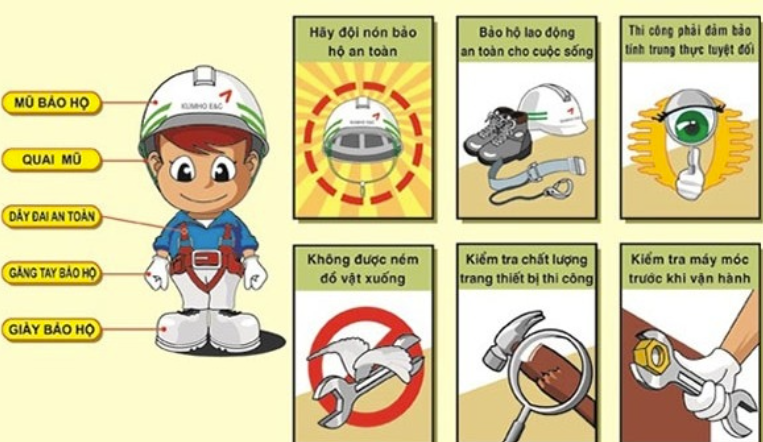 MŨ BẢO HỘ
KUMHO E&C
QUAI MŨ
DÂY ĐAI AN TOÀN
GĂNG TAY BẢO HỘ
GIÀY BẢO HỘ
Hãy đội nón bảo
hộ an toàn
Bảo hộ lao động
an toàn cho cuộc sống
Thi công phải đảm bảo
tính trung thực tuyệt đối
Không được ném
đồ vật xuống
Kiểm tra chất lượng
trang thiết bị thi công
Kiểm tra máy móc
trước khi vận hành